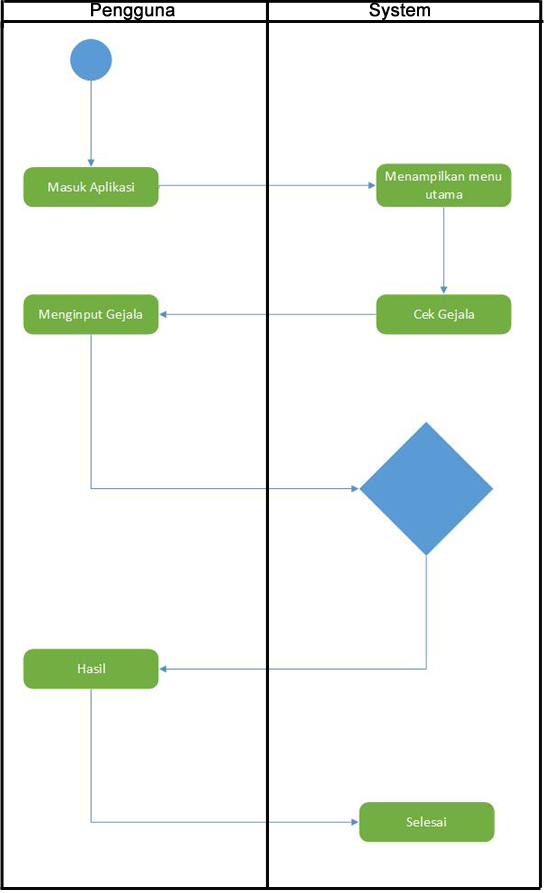 Pengguna
System
Masuk Aplikasi
Menampilkan menu
utama
Menginput Gejala
Cek Gejala
Hasil
Selesai